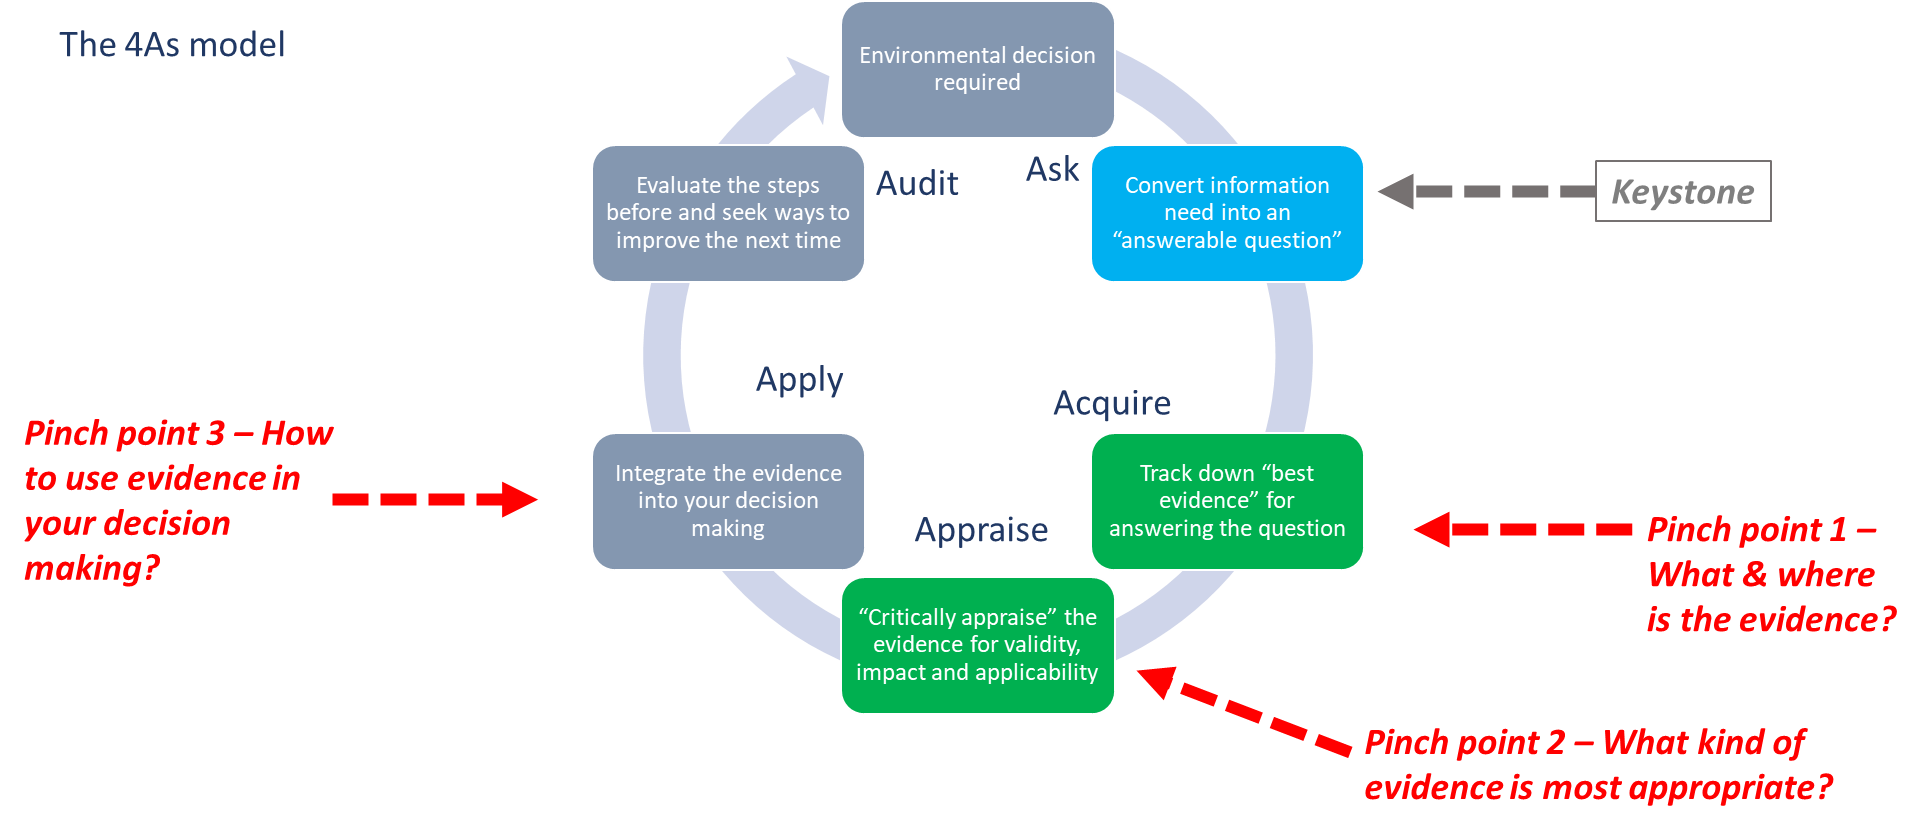 The 4As model
Environmental decision
required
Ask
Convert information
need into an
“answerable question”
Keystone
Acquire
Track down “best
evidence” for
answering the question
Pinch point 1 –
What & where
is the evidence?
Appraise
“Critically appraise” the
evidence for validity,
impact and applicability
Pinch point 2 – What kind of
evidence is most appropriate?
Apply
Integrate the evidence
into your decision
making
Pinch point 3 – How
to use evidence in
your decision
making?
Audit
Evaluate the steps
before and seek ways to
improve the next time